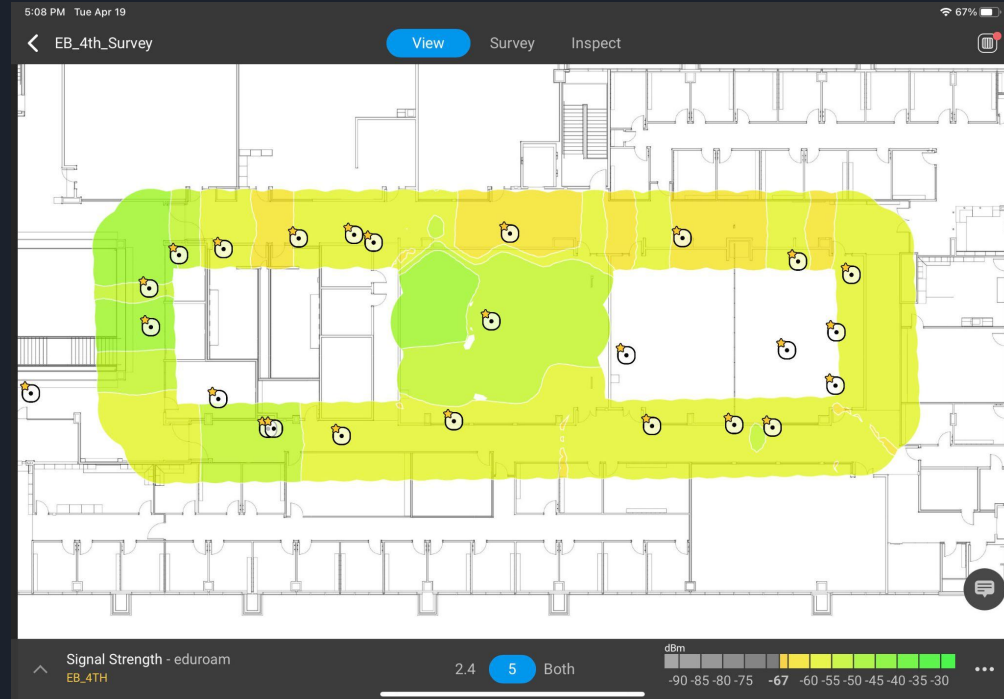 5:08 PM Tue Apr 19
67%
EB_4th_Survey
View
Survey
Inspect
Signal Strength - eduroam
EB_4TH
2.4
5
Both
dBm
-90 -85 -80 -75 -67 -60 -55 -50 -45 -40 -35 -30